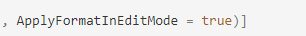 , ApplyFormatInEditMode = true)]